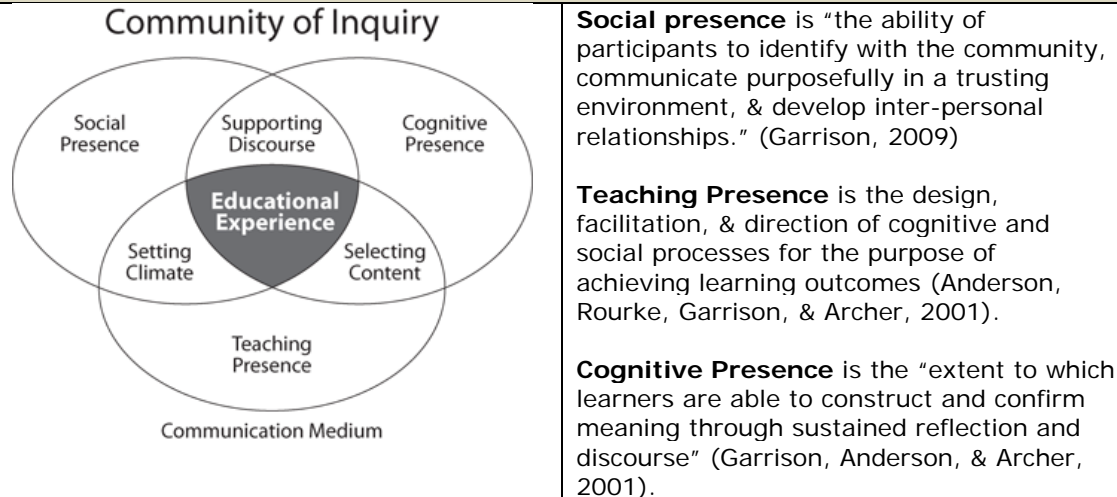 Community of Inquiry
Social
Presence
Supporting
Discourse
Cognitive
Presence
Educational
Experience
Setting
Climate
Selecting
Content
Teaching
Presence
Communication Medium
Social presence is "the ability of
participants to identify with the community,
communicate purposefully in a trusting
environment, & develop inter-personal
relationships." (Garrison, 2009)
Teaching Presence is the design,
facilitation, & direction of cognitive and
social processes for the purpose of
achieving learning outcomes (Anderson,
Rourke, Garrison, & Archer, 2001).
Cognitive Presence is the "extent to which
learners are able to construct and confirm
meaning through sustained reflection and
discourse" (Garrison, Anderson, & Archer,
2001).